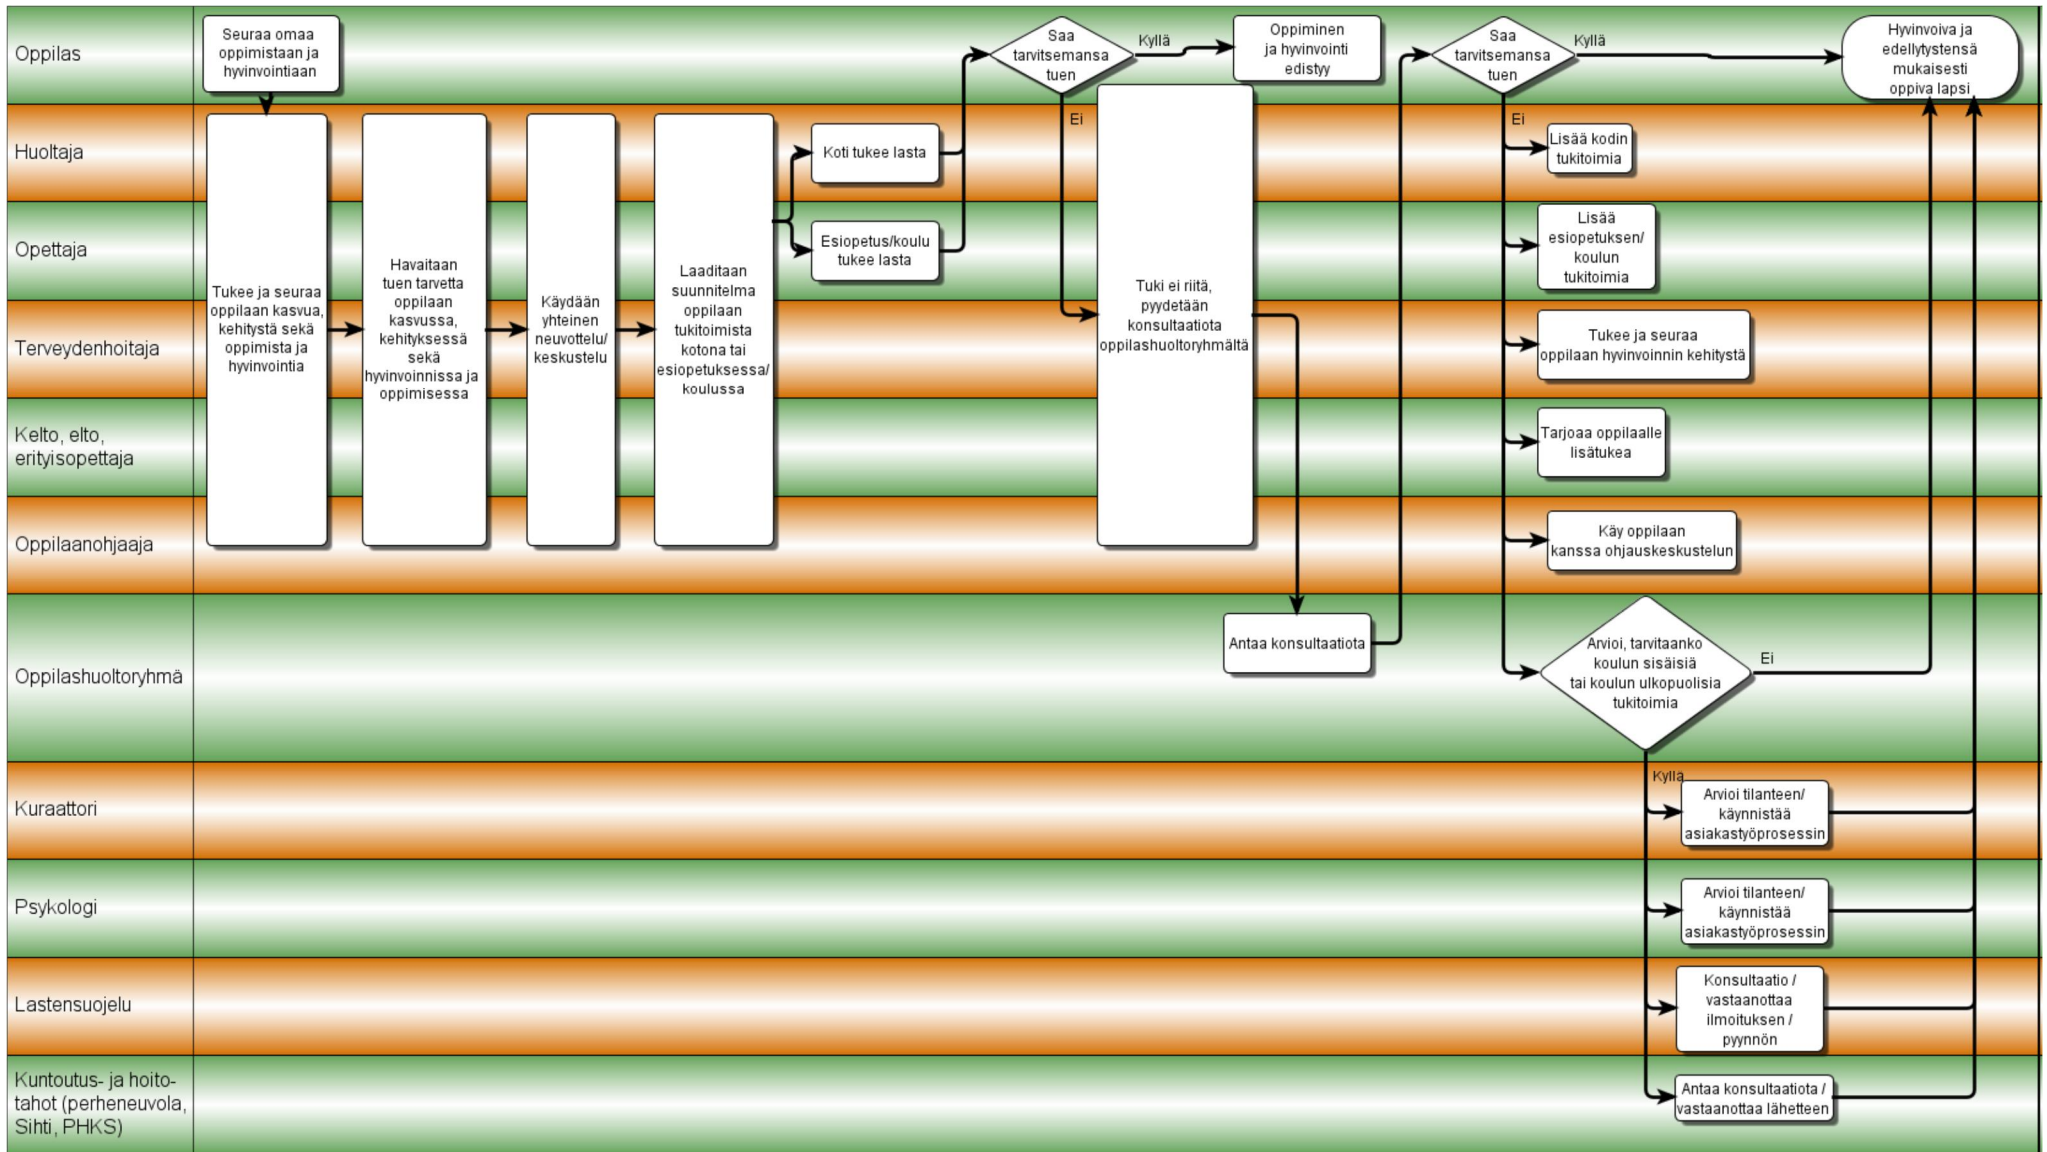 Oppilas
Seuraa omaa
oppimistaan ja
hyvinvointiaan
Saa
tarvitsemansa
tuen
Kyllä
Oppiminen
ja hyvinvointi
edistyy
Saa
tarvitsemansa
tuen
Kyllä
Hyvinvoiva ja
edellytystensä
mukaisesti
oppiva lapsi
Huoltaja
Koti tukee lasta
Ei
Ei
Lisää kodin
tukitoimia
Opettaja
Esiopetus/koulu
tukee lasta
Lisää
esiopetuksen/
koulun
tukitoimia
Terveydenhoitaja
Tukee ja seuraa
oppilaan kasvua,
kehitystä sekä
oppimista ja
hyvinvointia
Havaitaan
tuen tarvetta
oppilaan
kasvussa,
kehityksessä
sekä
hyvinvoinnissa ja
oppimisessa
Käydään
yhteinen
neuvottelu/
keskustelu
Laaditaan
suunnitelma
oppilaan
tukitoimista
kotona tai
esiopetuksessa/
koulussa
Tuki ei riitä,
pyydetään
konsultaatiota
oppilashuoltoryhmältä
Tukee ja seuraa
oppilaan hyvinvoinnin kehitystä
Kelto, elto,
erityisopettaja
Tarjoaa oppilaalle
lisätukea
Oppilaanohjaaja
Käy oppilaan
kanssa ohjauskeskustelun
Oppilashuoltoryhmä
Antaa konsultaatiota
Arvioi, tarvitaanko
koulun sisäisiä
tai koulun ulkopuolisia
tukitoimia
Ei
Kyllä
Kuraattori
Arvioi tilanteen/
käynnistää
asiakastyöprosessin
Psykologi
Arvioi tilanteen/
käynnistää
asiakastyöprosessin
Lastensuojelu
Konsultaatio /
vastaanottaa
ilmoituksen /
pyynnön
Kuntoutus- ja hoito-
tahot (perheneuvola,
Sihti, PHKS)
Antaa konsultaatiota /
vastaanottaa lähetteen